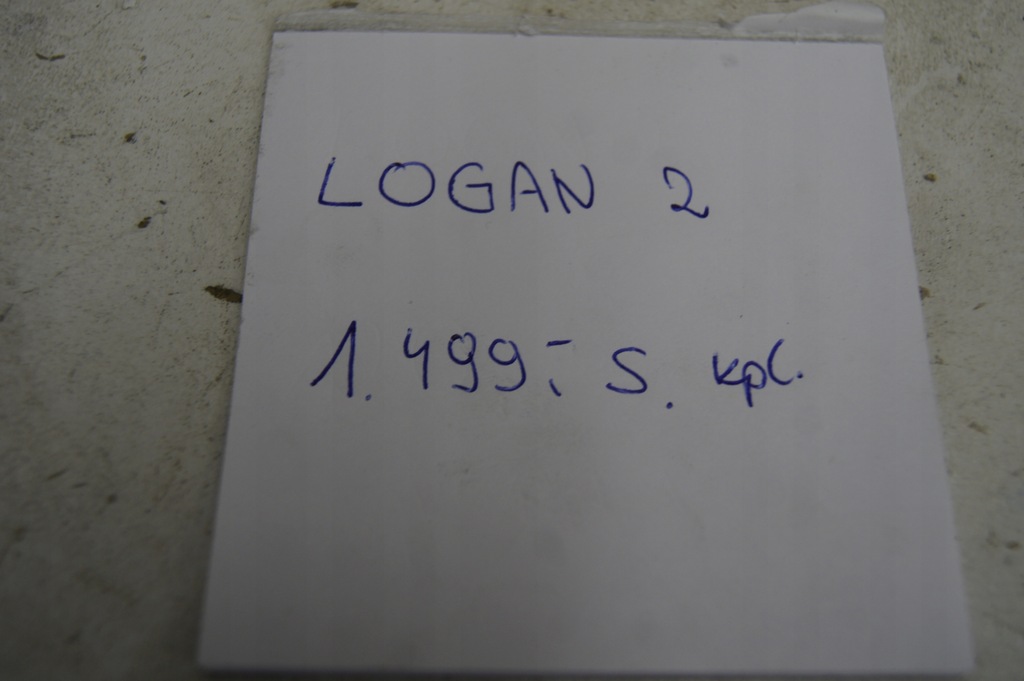 LOGAN 2
1.499:- S. kpl.